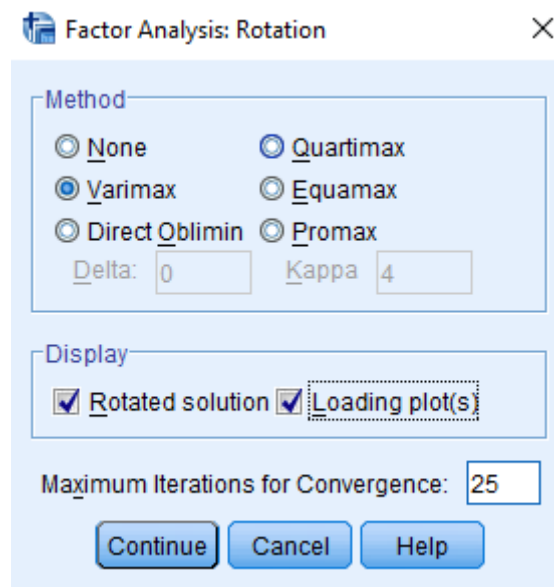 Factor Analysis: Rotation
Method
None Quartimax
Varimax Equamax
Direct Oblimin Promax
Delta: 0 Kappa 4
Display
Rotated solution Loading plot(s)
Maximum Iterations for Convergence: 25
Continue Cancel Help